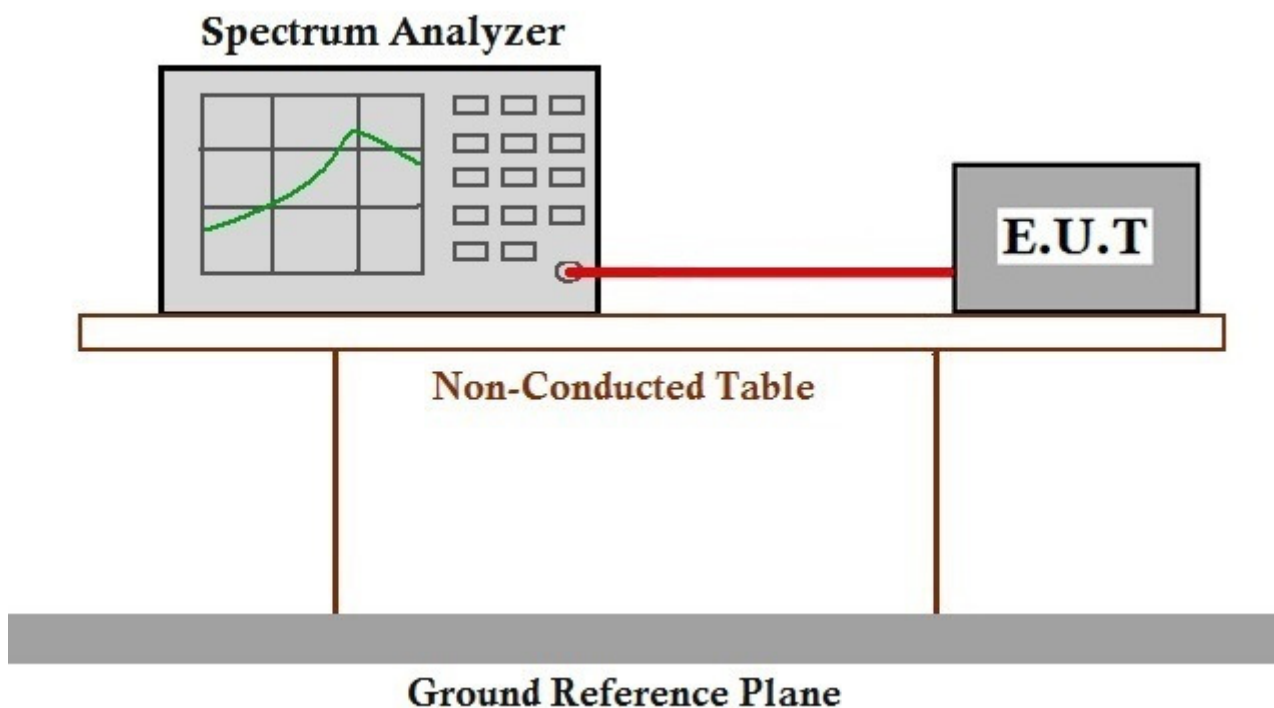 Spectrum Analyzer
E.U.T
Non-Conducted Table
Ground Reference Plane